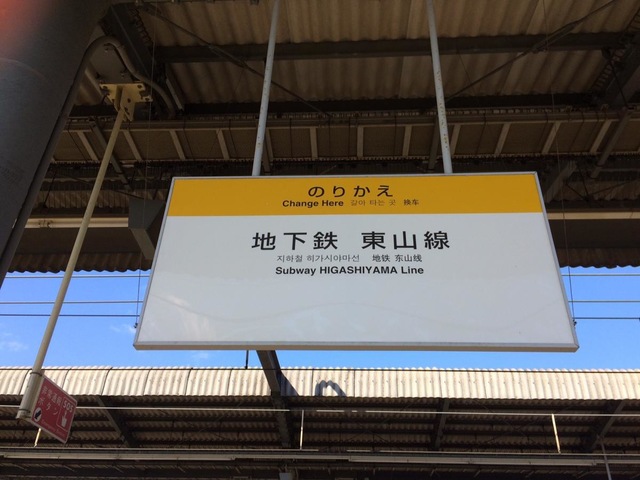 のりかえ
Change Here 갈아 타는 곳 换车
地下鉄 東山線
지하철 히가시야마선 地铁 东山线
Subway HIGASHIYAMA Line
SOS